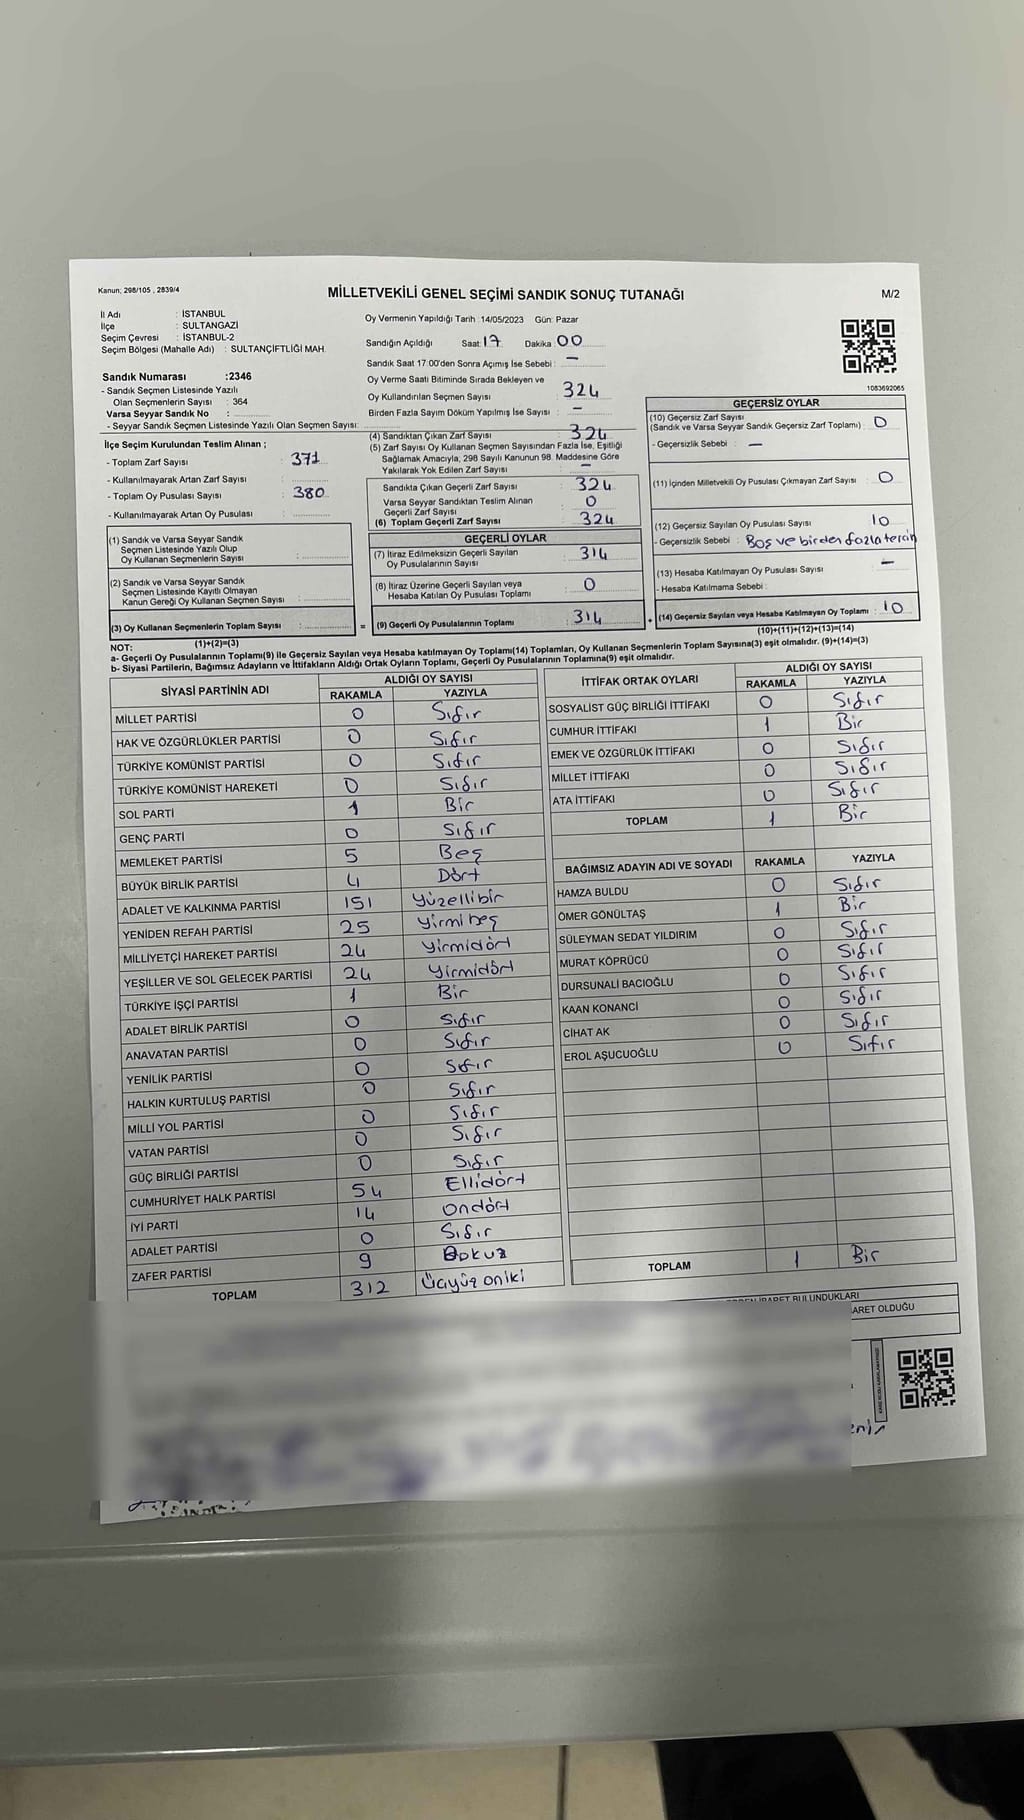 Kanun; 298/105 , 2839/4
MİLLETVEKİLİ GENEL SEÇİMİ SANDIK SONUÇ TUTANAĞI
M/2
İl Adı : İSTANBUL
İlçe : SULTANGAZİ
Seçim Çevresi : İSTANBUL-2
Seçim Bölgesi (Mahalle Adı) : SULTANÇİFTLİĞİ MAH.
Sandık Numarası :2346
- Sandık Seçmen Listesinde Yazılı
Olan Seçmenlerin Sayısı : 364
Varsa Seyyar Sandık No :
- Seyyar Sandık Seçmen Listesinde Yazılı Olan Seçmen Sayısı:
Oy Vermenin Yapıldığı Tarih :14/05/2023 Gün: Pazar
Sandığın Açıldığı Saat: 17 Dakika: 00
Sandık Saat 17:00'den Sonra Açımış İse Sebebi : –
Oy Verme Saati Bitiminde Sırada Bekleyen ve
Oy Kullandırılan Seçmen Sayısı : 324
Birden Fazla Sayım Döküm Yapılmış İse Sayısı : –
1083692065
İlçe Seçim Kurulundan Teslim Alınan ;
- Toplam Zarf Sayısı : 371
- Kullanılmayarak Artan Zarf Sayısı :
- Toplam Oy Pusulası Sayısı : 380
- Kullanılmayarak Artan Oy Pusulası :
(4) Sandıktan Çıkan Zarf Sayısı : 324
(5) Zarf Sayısı Oy Kullanan Seçmen Sayısından Fazla İse, Eşitliği
Sağlamak Amacıyla; 298 Sayılı Kanunun 98. Maddesine Göre
Yakılarak Yok Edilen Zarf Sayısı : –
Sandıkta Çıkan Geçerli Zarf Sayısı : 324
Varsa Seyyar Sandıktan Teslim Alınan
Geçerli Zarf Sayısı : 0
(6) Toplam Geçerli Zarf Sayısı : 324
GEÇERSİZ OYLAR
(10) Geçersiz Zarf Sayısı
(Sandık ve Varsa Seyyar Sandık Geçersiz Zarf Toplamı) : 0
- Geçersizlik Sebebi : –
(11) İçinden Milletvekili Oy Pusulası Çıkmayan Zarf Sayısı : 0
(12) Geçersiz Sayılan Oy Pusulası Sayısı : 10
- Geçersizlik Sebebi : Boş ve birden fazla tercih
(13) Hesaba Katılmayan Oy Pusulası Sayısı : –
- Hesaba Katılmama Sebebi :
(14) Geçersiz Sayılan veya Hesaba Katılmayan Oy Toplamı : 10
(10)+(11)+(12)+(13)=(14)
(1) Sandık ve Varsa Seyyar Sandık
Seçmen Listesinde Yazılı Olup
Oy Kullanan Seçmenlerin Sayısı :
(2) Sandık ve Varsa Seyyar Sandık
Seçmen Listesinde Kayıtlı Olmayan
Kanun Gereği Oy Kullanan Seçmen Sayısı :
(3) Oy Kullanan Seçmenlerin Toplam Sayısı :
(1)+(2)=(3)
GEÇERLİ OYLAR
(7) İtiraz Edilmeksizin Geçerli Sayılan
Oy Pusulalarının Sayısı : 314
(8) İtiraz Üzerine Geçerli Sayılan veya
Hesaba Katılan Oy Pusulası Toplamı : 0
= (9) Geçerli Oy Pusulalarının Toplamı : 314 +
NOT:
a- Geçerli Oy Pusulalarının Toplamı(9) ile Geçersiz Sayılan veya Hesaba katılmayan Oy Toplamı(14) Toplamları, Oy Kullanan Seçmenlerin Toplam Sayısına(3) eşit olmalıdır. (9)+(14)=(3)
b- Siyasi Partilerin, Bağımsız Adayların ve İttifakların Aldığı Ortak Oyların Toplamı, Geçerli Oy Pusulalarının Toplamına(9) eşit olmalıdır.
SİYASİ PARTİNİN ADI ALDIĞI OY SAYISI
RAKAMLA YAZIYLA
MİLLET PARTİSİ 0 Sıfır
HAK VE ÖZGÜRLÜKLER PARTİSİ 0 Sıfır
TÜRKİYE KOMÜNİST PARTİSİ 0 Sıfır
TÜRKİYE KOMÜNİST HAREKETİ 0 Sıfır
SOL PARTİ 1 Bir
GENÇ PARTİ 0 Sıfır
MEMLEKET PARTİSİ 5 Beş
BÜYÜK BİRLİK PARTİSİ 4 Dört
ADALET VE KALKINMA PARTİSİ 151 Yüzellibir
YENİDEN REFAH PARTİSİ 25 Yirmibeş
MİLLİYETÇİ HAREKET PARTİSİ 24 Yirmidört
YEŞİLLER VE SOL GELECEK PARTİSİ 24 Yirmidört
TÜRKİYE İŞÇİ PARTİSİ 1 Bir
ADALET BİRLİK PARTİSİ 0 Sıfır
ANAVATAN PARTİSİ 0 Sıfır
YENİLİK PARTİSİ 0 Sıfır
HALKIN KURTULUŞ PARTİSİ 0 Sıfır
MİLLİ YOL PARTİSİ 0 Sıfır
VATAN PARTİSİ 0 Sıfır
GÜÇ BİRLİĞİ PARTİSİ 0 Sıfır
CUMHURİYET HALK PARTİSİ 54 Ellidört
İYİ PARTİ 14 Ondört
ADALET PARTİSİ 0 Sıfır
ZAFER PARTİSİ 9 Dokuz
TOPLAM 312 Üçyüz oniki
İTTİFAK ORTAK OYLARI ALDIĞI OY SAYISI
RAKAMLA YAZIYLA
SOSYALİST GÜÇ BİRLİĞİ İTTİFAKI 0 Sıfır
CUMHUR İTTİFAKI 1 Bir
EMEK VE ÖZGÜRLÜK İTTİFAKI 0 Sıfır
MİLLET İTTİFAKI 0 Sıfır
ATA İTTİFAKI 0 Sıfır
TOPLAM 1 Bir
BAĞIMSIZ ADAYIN ADI VE SOYADI RAKAMLA YAZIYLA
HAMZA BULDU 0 Sıfır
ÖMER GÖNÜLTAŞ 1 Bir
SÜLEYMAN SEDAT YILDIRIM 0 Sıfır
MURAT KÖPRÜCÜ 0 Sıfır
DURSUNALİ BACIOĞLU 0 Sıfır
KAAN KONANCİ 0 Sıfır
CİHAT AK 0 Sıfır
EROL AŞUCUOĞLU 0 Sıfır
TOPLAM 1 Bir
BULUNDUKLARI
OLDUĞU